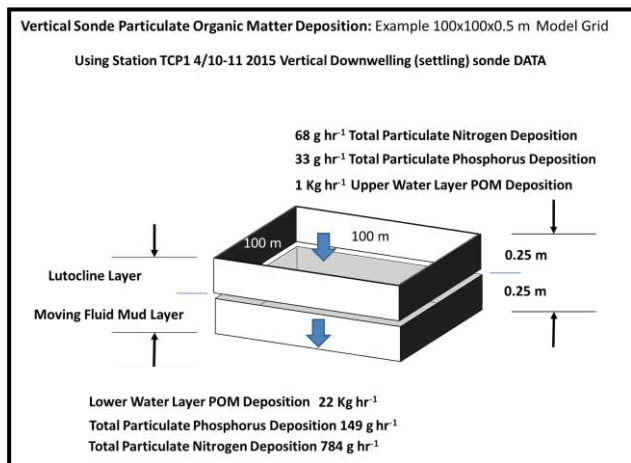 Vertical Sonde Particulate Organic Matter Deposition: Example 100x100x0.5 m Model Grid
Using Station TCP1 4/10-11 2015 Vertical Downwelling (settling) sonde DATA
68 g hr⁻¹ Total Particulate Nitrogen Deposition
33 g hr⁻¹ Total Particulate Phosphorus Deposition
1 Kg hr⁻¹ Upper Water Layer POM Deposition
100 m
100 m
0.25 m
Lutocline Layer
0.25 m
Moving Fluid Mud Layer
Lower Water Layer POM Deposition 22 Kg hr⁻¹
Total Particulate Phosphorus Deposition 149 g hr⁻¹
Total Particulate Nitrogen Deposition 784 g hr⁻¹